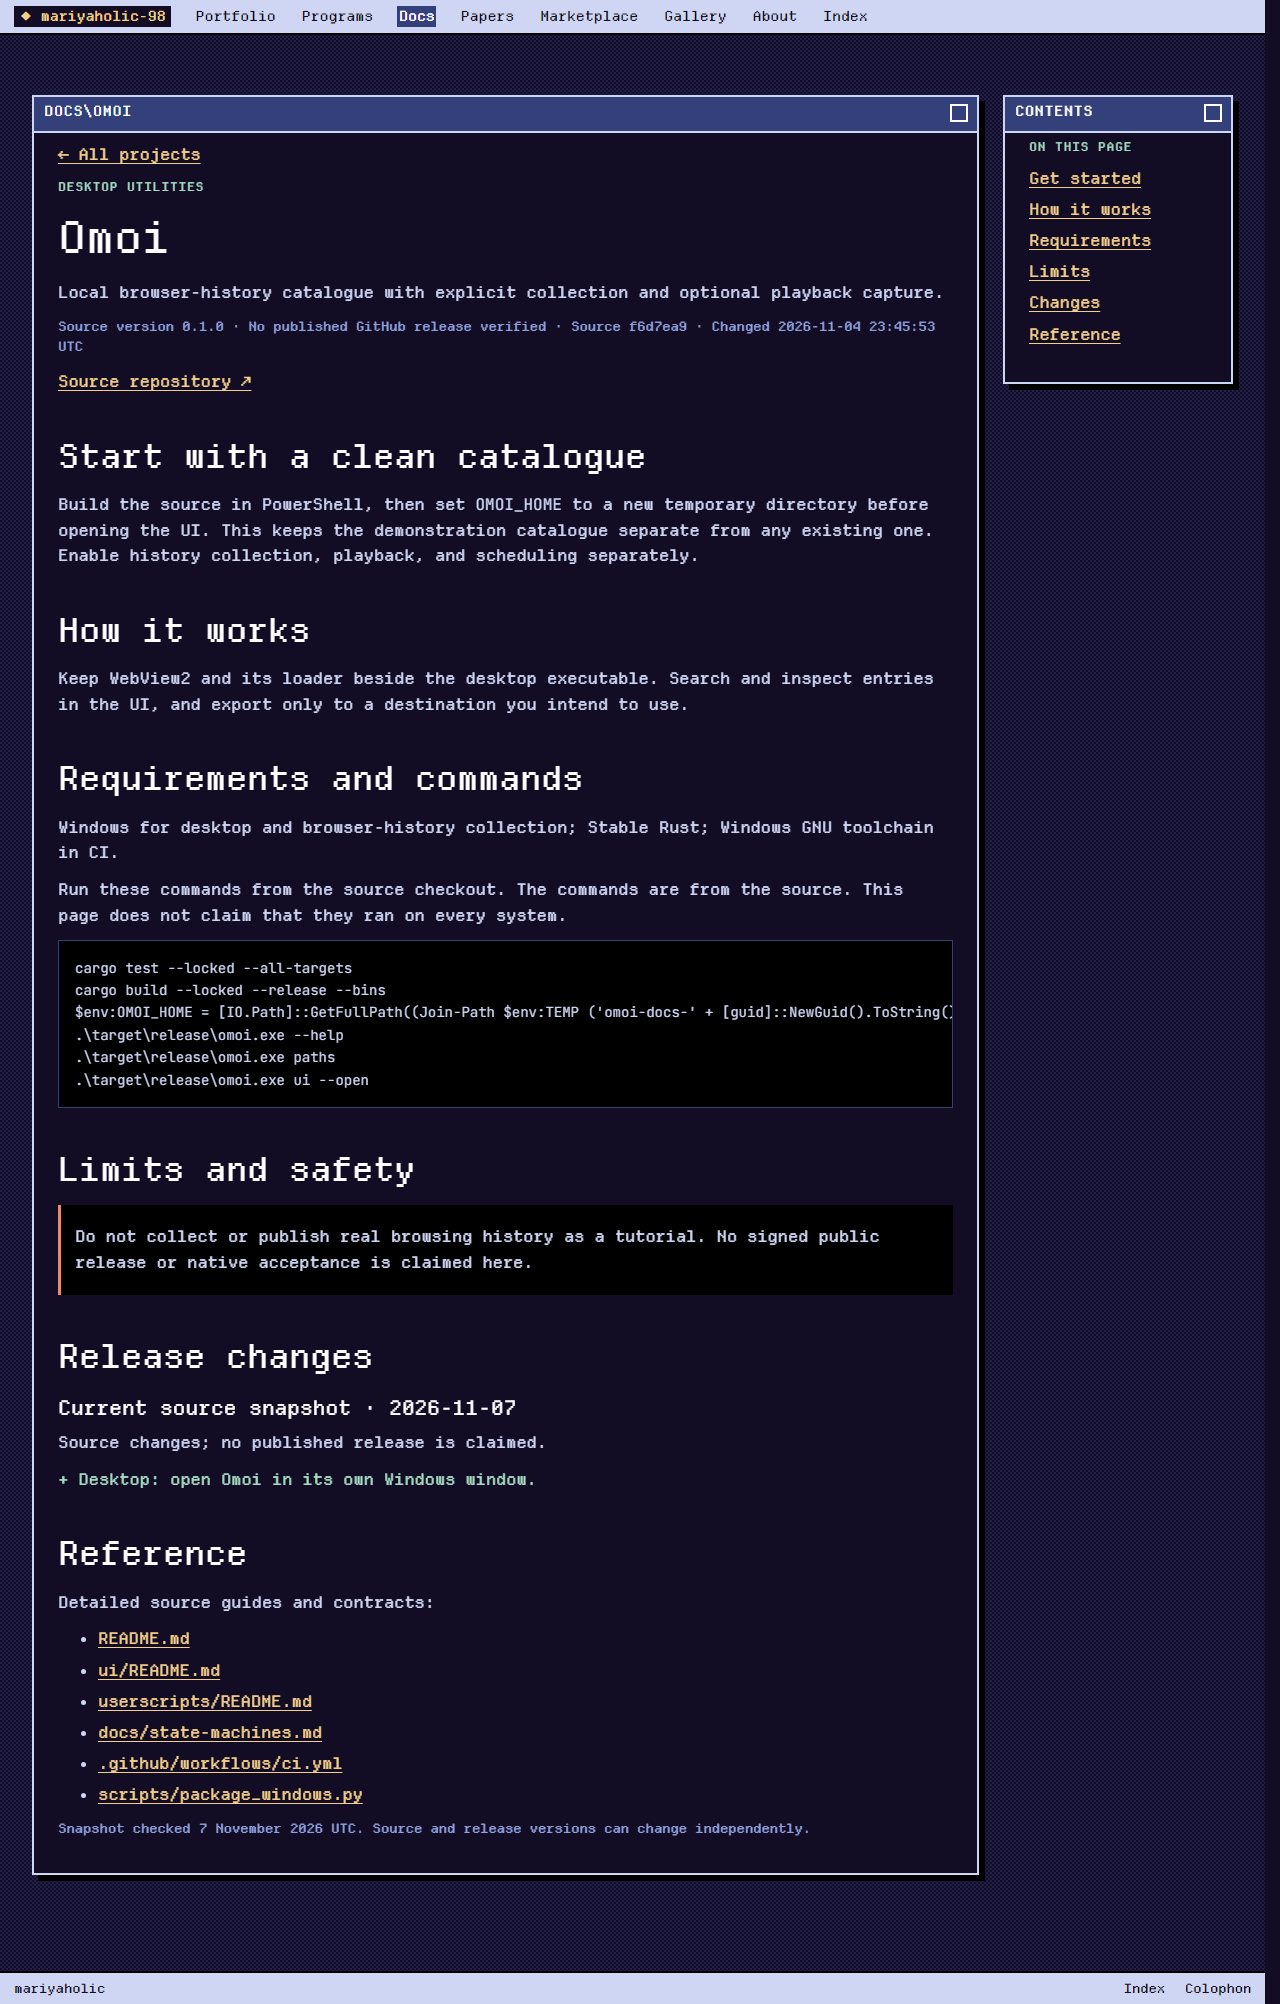 ◆ mariyaholic-98 Portfolio Programs Docs Papers Marketplace Gallery About Index
DOCS\OMOI
← All projects
DESKTOP UTILITIES
Omoi
Local browser-history catalogue with explicit collection and optional playback capture.
Source version 0.1.0 · No published GitHub release verified · Source f6d7ea9 · Changed 2026-11-04 23:45:53
UTC
Source repository ↗
Start with a clean catalogue
Build the source in PowerShell, then set OMOI_HOME to a new temporary directory before
opening the UI. This keeps the demonstration catalogue separate from any existing one.
Enable history collection, playback, and scheduling separately.
How it works
Keep WebView2 and its loader beside the desktop executable. Search and inspect entries
in the UI, and export only to a destination you intend to use.
Requirements and commands
Windows for desktop and browser-history collection; Stable Rust; Windows GNU toolchain
in CI.
Run these commands from the source checkout. The commands are from the source. This
page does not claim that they ran on every system.
cargo test --locked --all-targets
cargo build --locked --release --bins
$env:OMOI_HOME = [IO.Path]::GetFullPath((Join-Path $env:TEMP ('omoi-docs-' + [guid]::NewGuid().ToString()
.\target\release\omoi.exe --help
.\target\release\omoi.exe paths
.\target\release\omoi.exe ui --open
Limits and safety
Do not collect or publish real browsing history as a tutorial. No signed public
release or native acceptance is claimed here.
Release changes
Current source snapshot · 2026-11-07
Source changes; no published release is claimed.
+ Desktop: open Omoi in its own Windows window.
Reference
Detailed source guides and contracts:
• README.md
• ui/README.md
• userscripts/README.md
• docs/state-machines.md
• .github/workflows/ci.yml
• scripts/package_windows.py
Snapshot checked 7 November 2026 UTC. Source and release versions can change independently.
CONTENTS
ON THIS PAGE
Get started
How it works
Requirements
Limits
Changes
Reference
mariyaholic Index Colophon